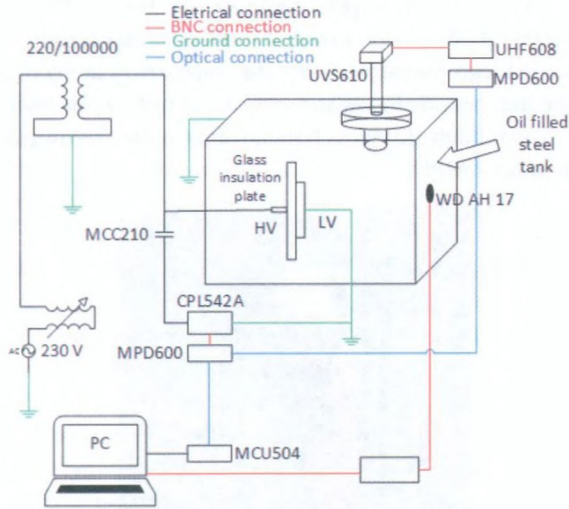 Eletrical connection
BNC connection
Ground connection
Optical connection
220/100000
UHF608
UVS610
MPD600
Oil filled
steel
tank
Glass
insulation
plate
WD AH 17
HV
LV
MCC210
CPL542A
MPD600
AC
230 V
PC
MCU504